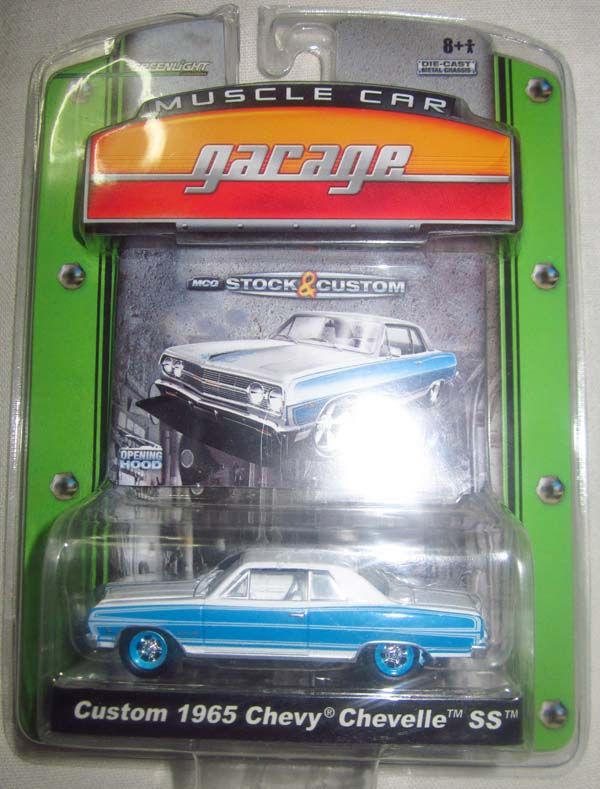 GREENLIGHT
8+
DIE-CAST
METAL CHASSIS
MUSCLE CAR
garage
MCG STOCK & CUSTOM
OPENING
HOOD
Custom 1965 Chevy® Chevelle™ SS™